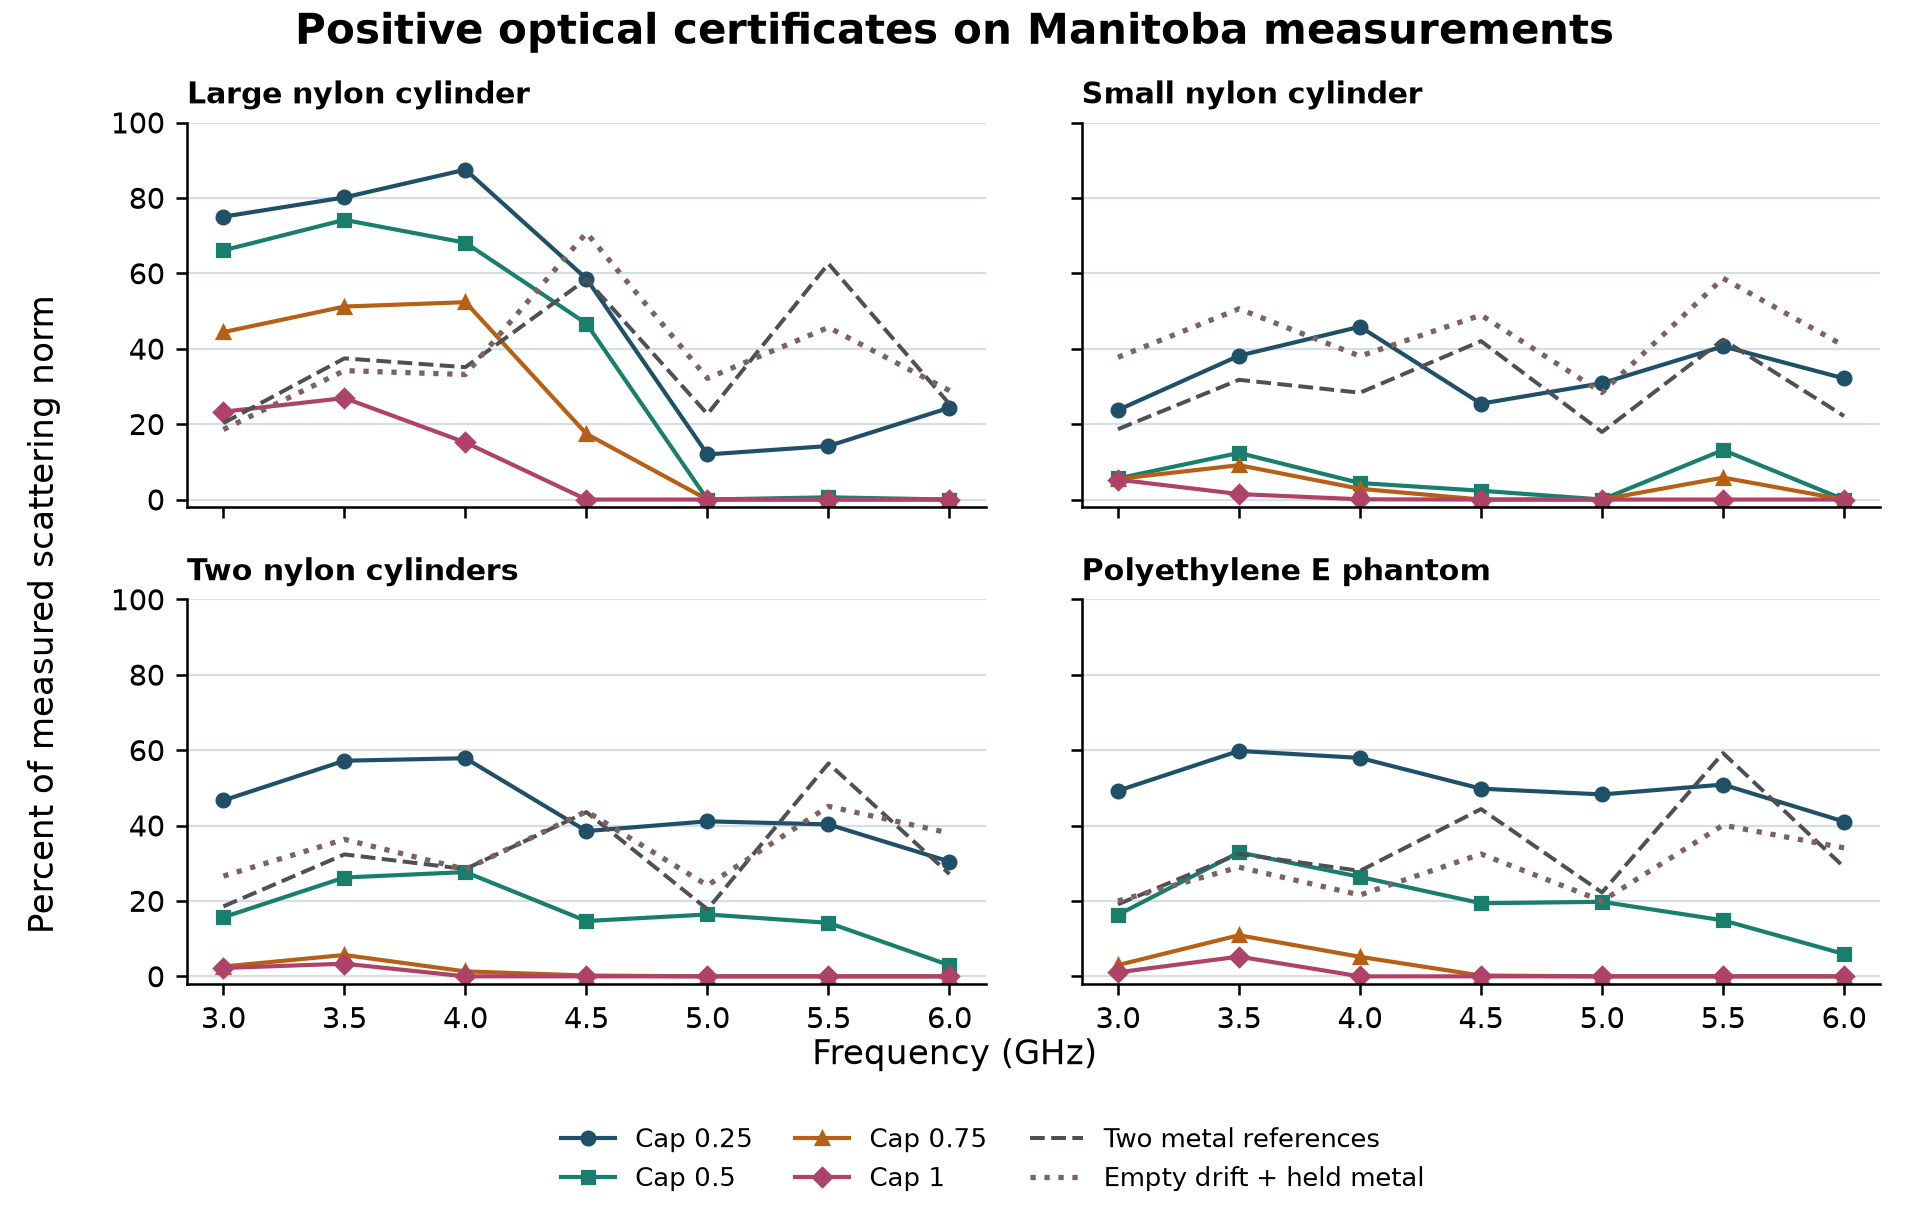 Positive optical certificates on Manitoba measurements
Large nylon cylinder
Small nylon cylinder
100
80
60
40
20
0
Two nylon cylinders
Polyethylene E phantom
100
80
60
40
20
0
Percent of measured scattering norm
3.0 3.5 4.0 4.5 5.0 5.5 6.0
3.0 3.5 4.0 4.5 5.0 5.5 6.0
Frequency (GHz)
Cap 0.25
Cap 0.5
Cap 0.75
Cap 1
Two metal references
Empty drift + held metal